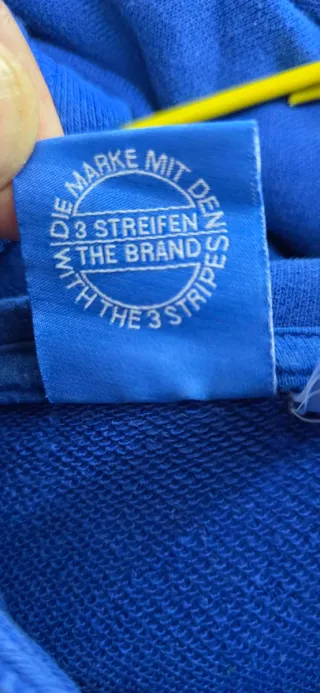 DIE MARKE MIT DEN
3 STREIFEN
THE BRAND
WITH THE 3 STRIPES